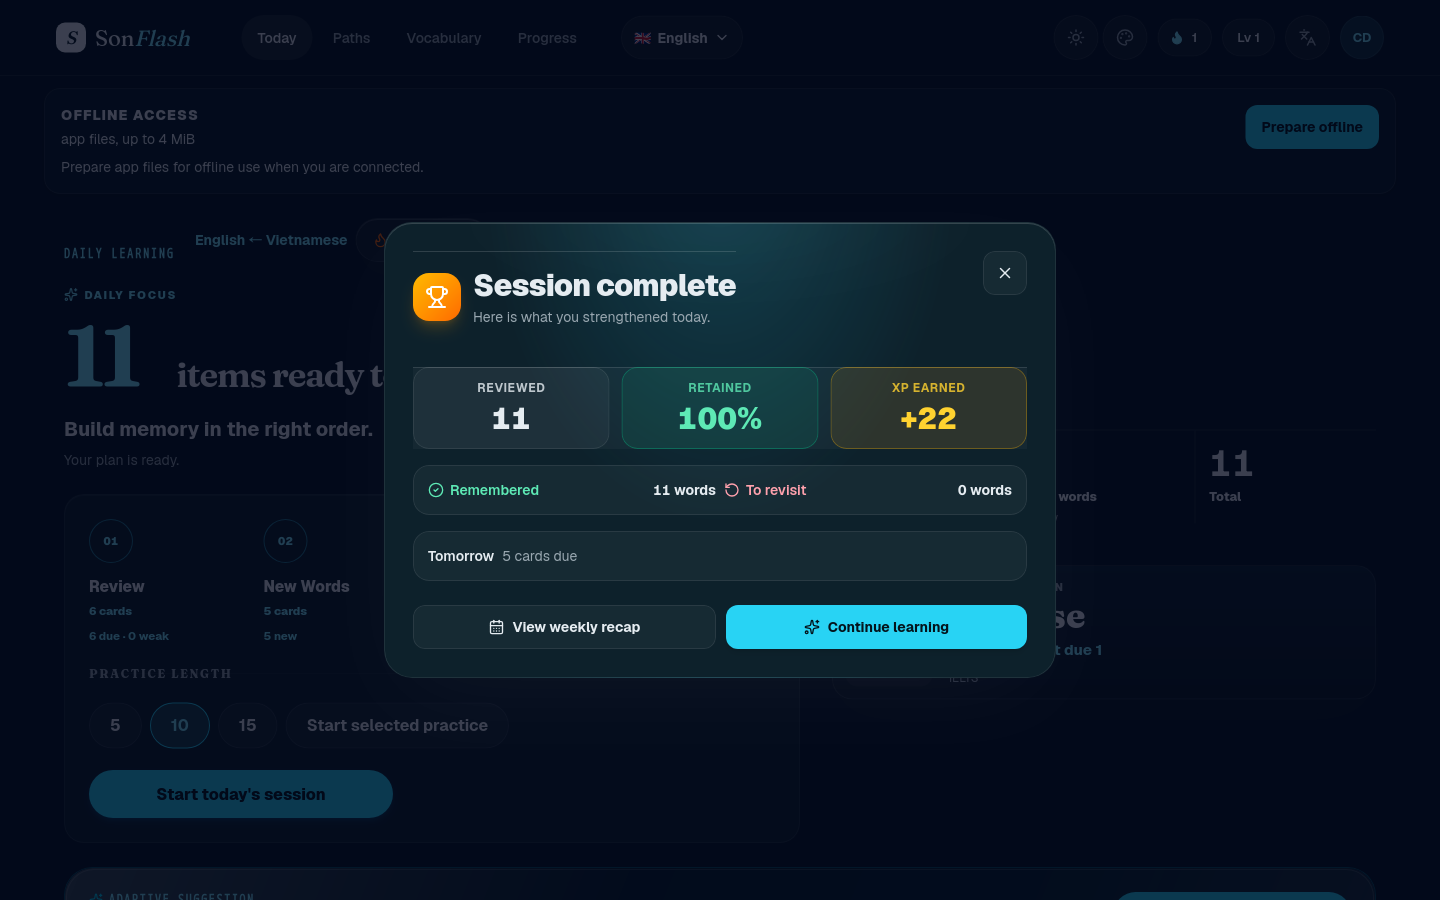 S SonFlash
Today
Paths
Vocabulary
Progress
English
1
Lv 1
CD
OFFLINE ACCESS
app files, up to 4 MiB
Prepare app files for offline use when you are connected.
Prepare offline
DAILY LEARNING
English ← Vietnamese
DAILY FOCUS
11 items ready
Build memory in the right order.
Your plan is ready.
01
Review
6 cards
6 due · 0 weak
02
New Words
5 cards
5 new
PRACTICE LENGTH
5
10
15
Start selected practice
Start today's session
Session complete
Here is what you strengthened today.
REVIEWED
11
RETAINED
100%
XP EARNED
+22
Remembered
11 words
To revisit
0 words
Tomorrow 5 cards due
View weekly recap
Continue learning
words
11
Total
due 1
IELTS
ADAPTIVE SUGGESTION